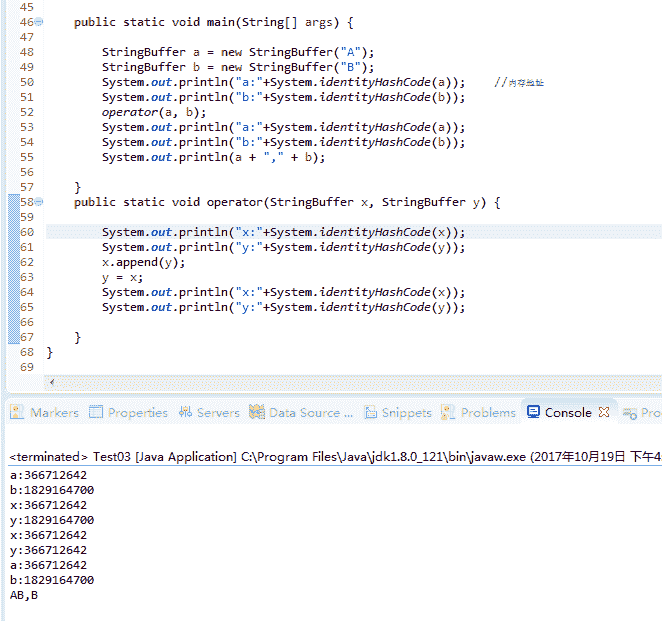 45
46 public static void main(String[] args) {
47
48 StringBuffer a = new StringBuffer("A");
49 StringBuffer b = new StringBuffer("B");
50 System.out.println("a:"+System.identityHashCode(a)); //内存地址
51 System.out.println("b:"+System.identityHashCode(b));
52 operator(a, b);
53 System.out.println("a:"+System.identityHashCode(a));
54 System.out.println("b:"+System.identityHashCode(b));
55 System.out.println(a + "," + b);
56
57 }
58 public static void operator(StringBuffer x, StringBuffer y) {
59
60 System.out.println("x:"+System.identityHashCode(x));
61 System.out.println("y:"+System.identityHashCode(y));
62 x.append(y);
63 y = x;
64 System.out.println("x:"+System.identityHashCode(x));
65 System.out.println("y:"+System.identityHashCode(y));
66
67 }
68 }
69
Markers Properties Servers Data Source ... Snippets Problems Console Pro
<terminated> Test03 [Java Application] C:\Program Files\Java\jdk1.8.0_121\bin\javaw.exe (2017年10月19日 下午4
a:366712642
b:1829164700
x:366712642
y:1829164700
x:366712642
y:366712642
a:366712642
b:1829164700
AB,B